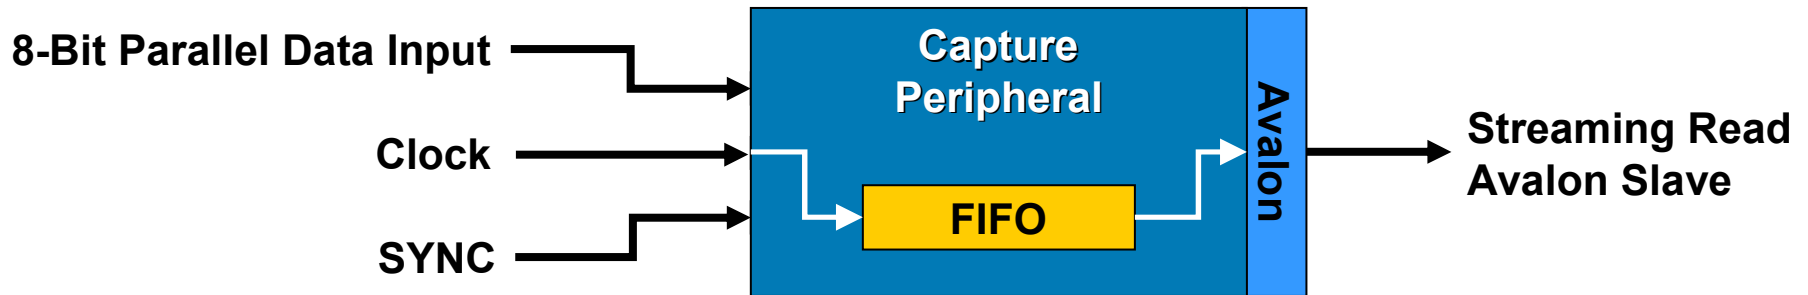 8-Bit Parallel Data Input
Clock
SYNC
Capture
Peripheral
FIFO
Avalon
Streaming Read
Avalon Slave